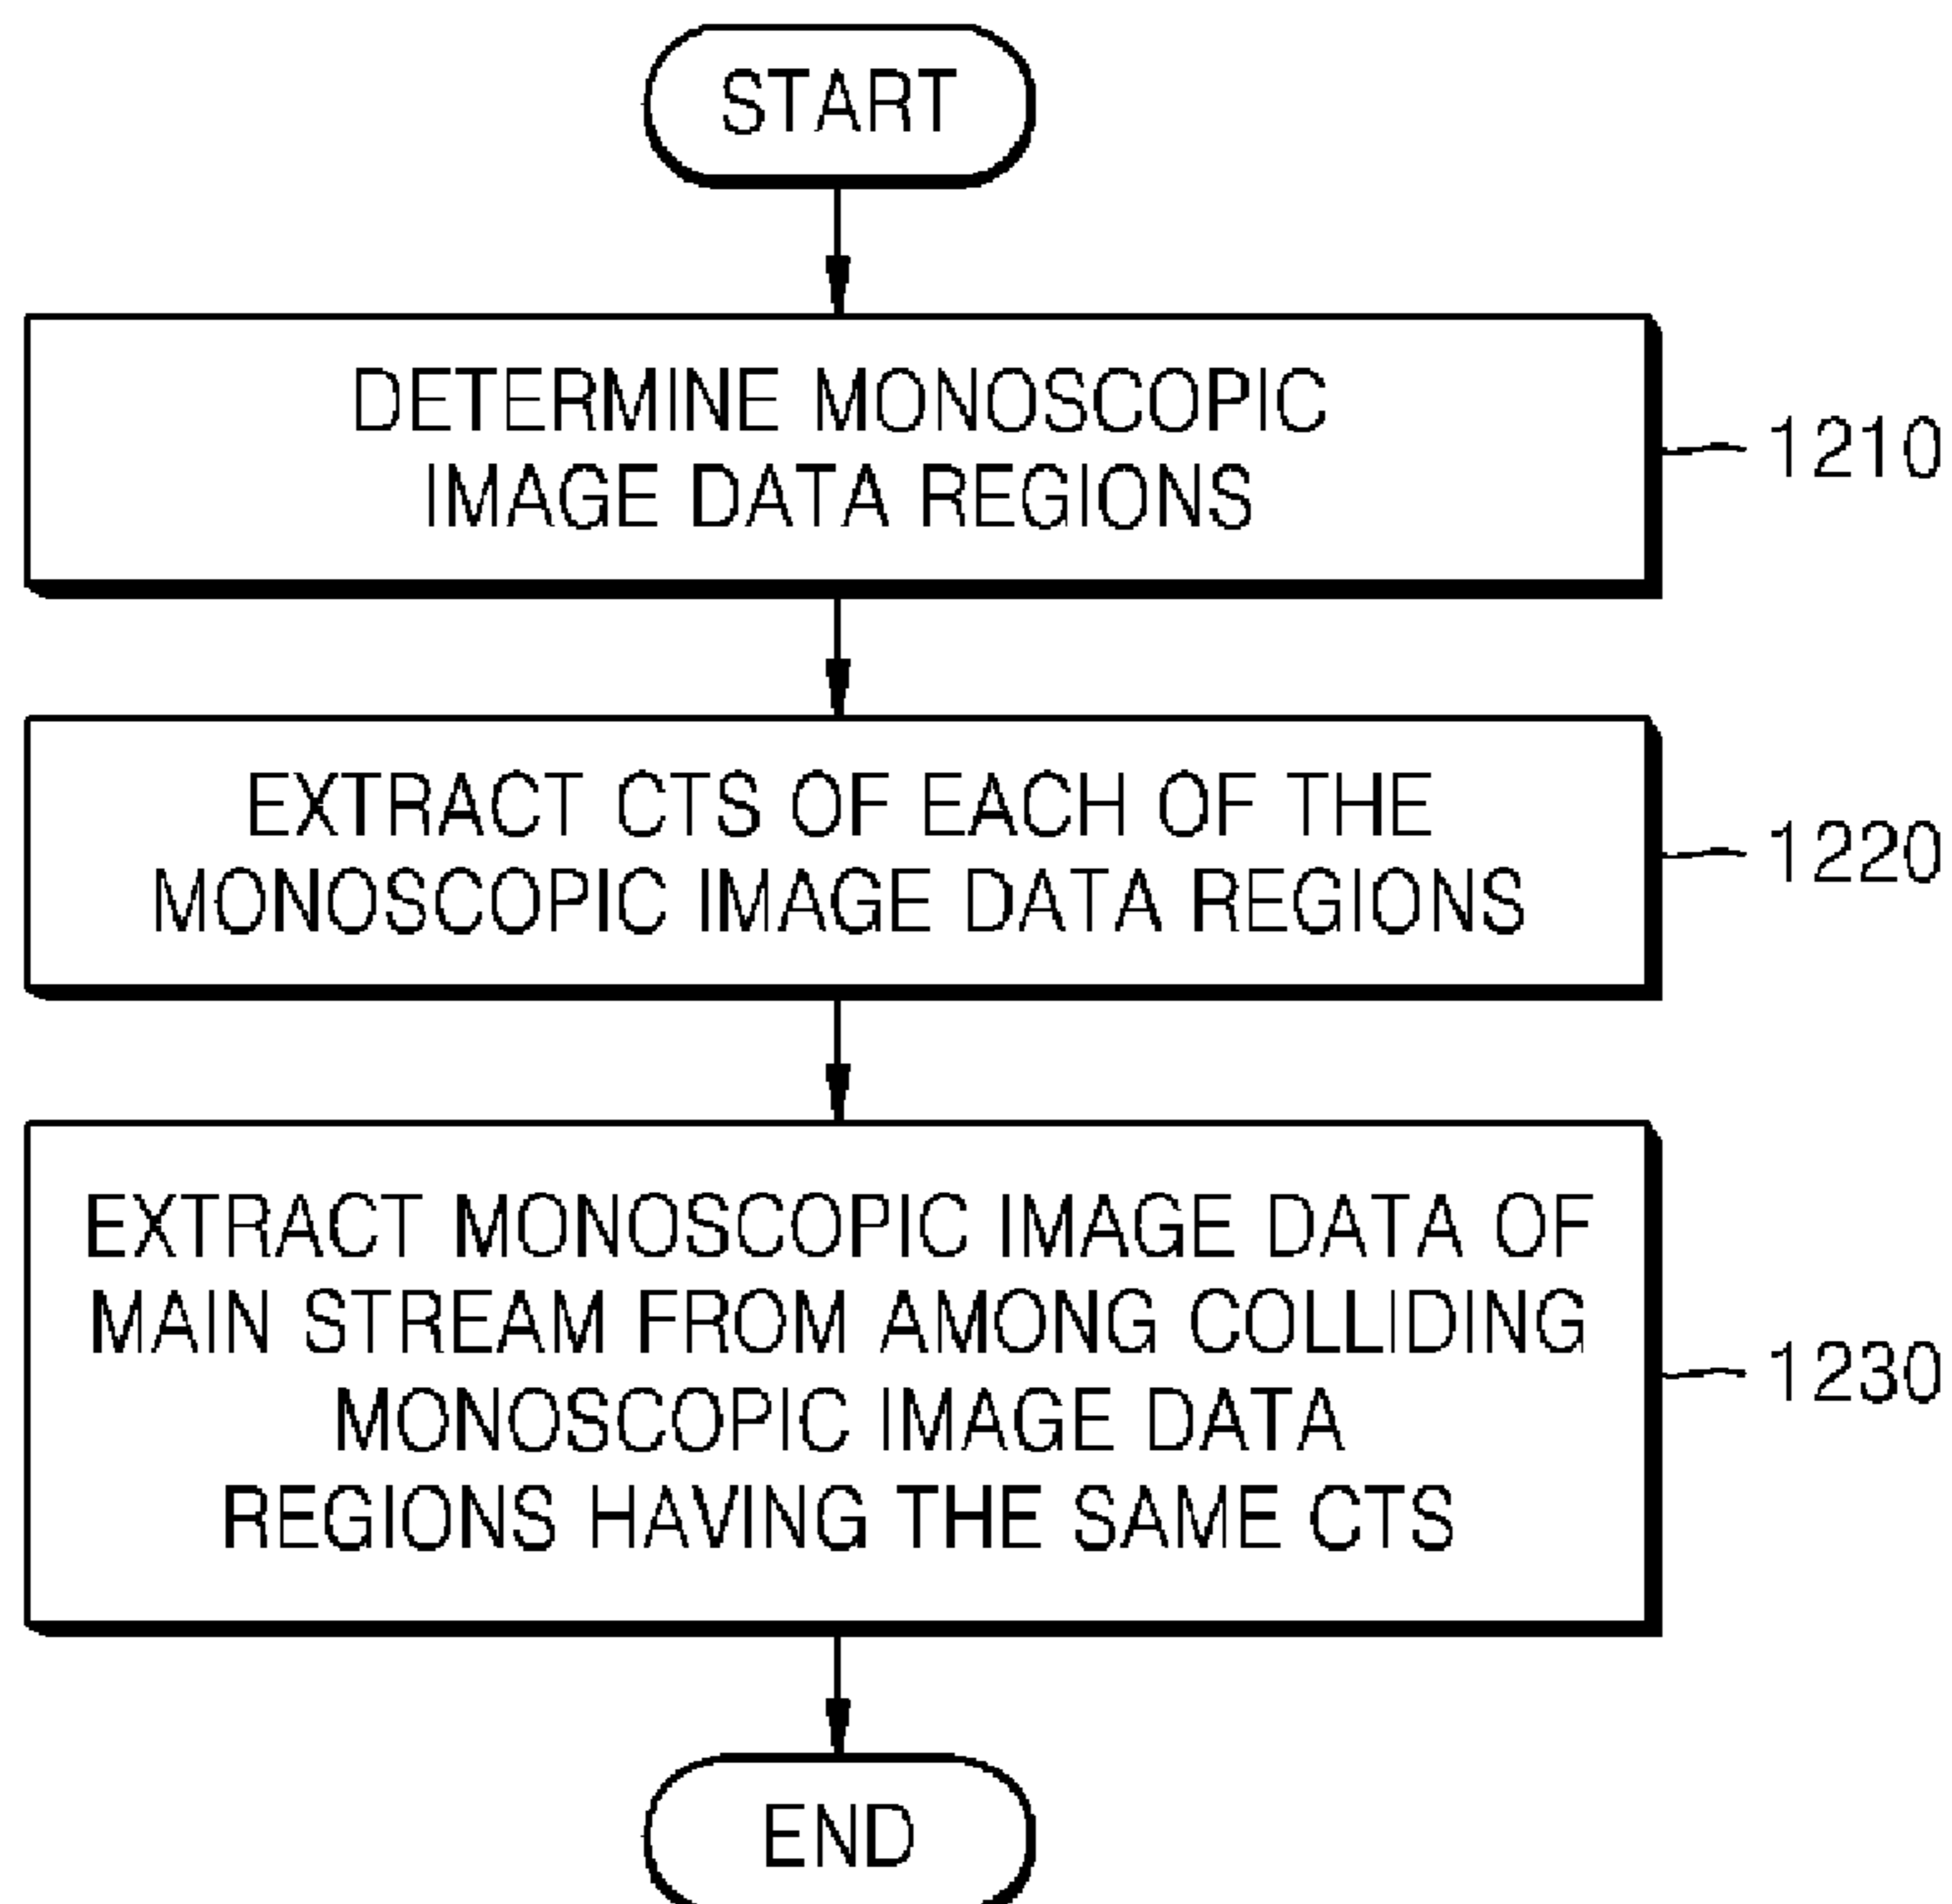 START
DETERMINE MONOSCOPIC
IMAGE DATA REGIONS
1210
EXTRACT CTS OF EACH OF THE
MONOSCOPIC IMAGE DATA REGIONS
1220
EXTRACT MONOSCOPIC IMAGE DATA OF
MAIN STREAM FROM AMONG COLLIDING
MONOSCOPIC IMAGE DATA
REGIONS HAVING THE SAME CTS
1230
END